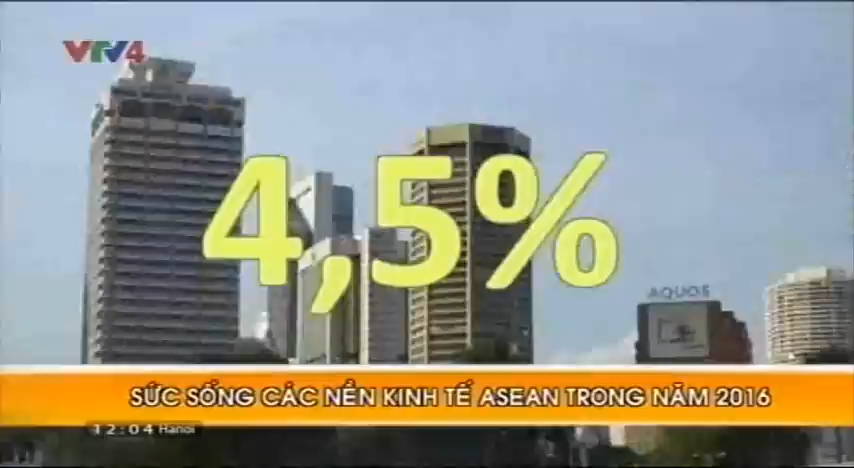 VTV4
4,5%
AQUOS
SỨC SỐNG CÁC NỀN KINH TẾ ASEAN TRONG NĂM 2016
12:04 Hanoi